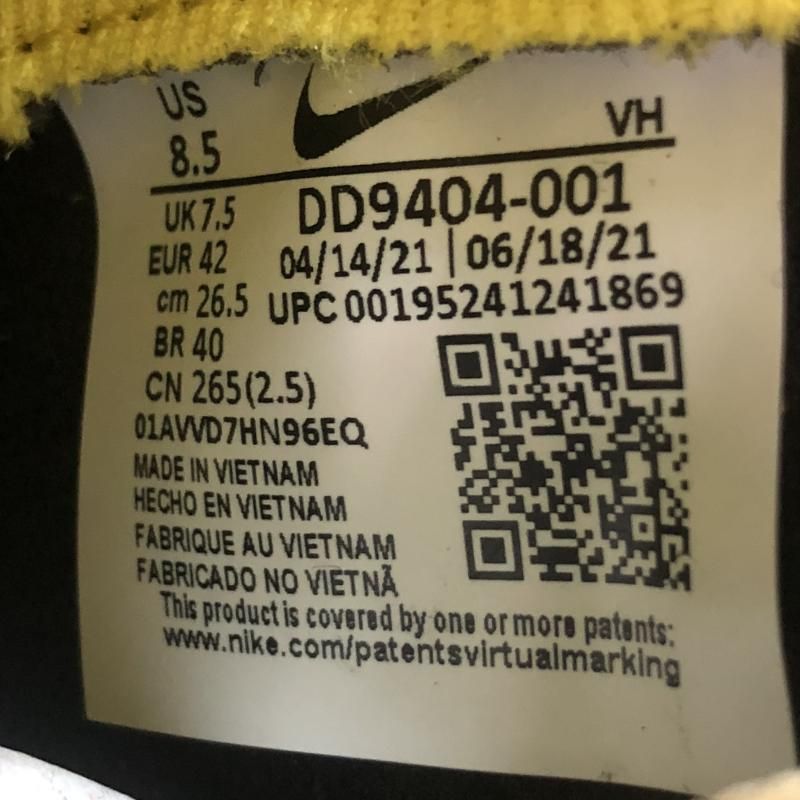 US
8.5
VH
UK 7.5
DD9404-001
EUR 42
04/14/21 | 06/18/21
cm 26.5
UPC 00195241241869
BR 40
CN 265(2.5)
01AVVD7HN96EQ
MADE IN VIETNAM
HECHO EN VIETNAM
FABRIQUE AU VIETNAM
FABRICADO NO VIETNÃ
This product is covered by one or more patents:
www.nike.com/patentsvirtualmarking